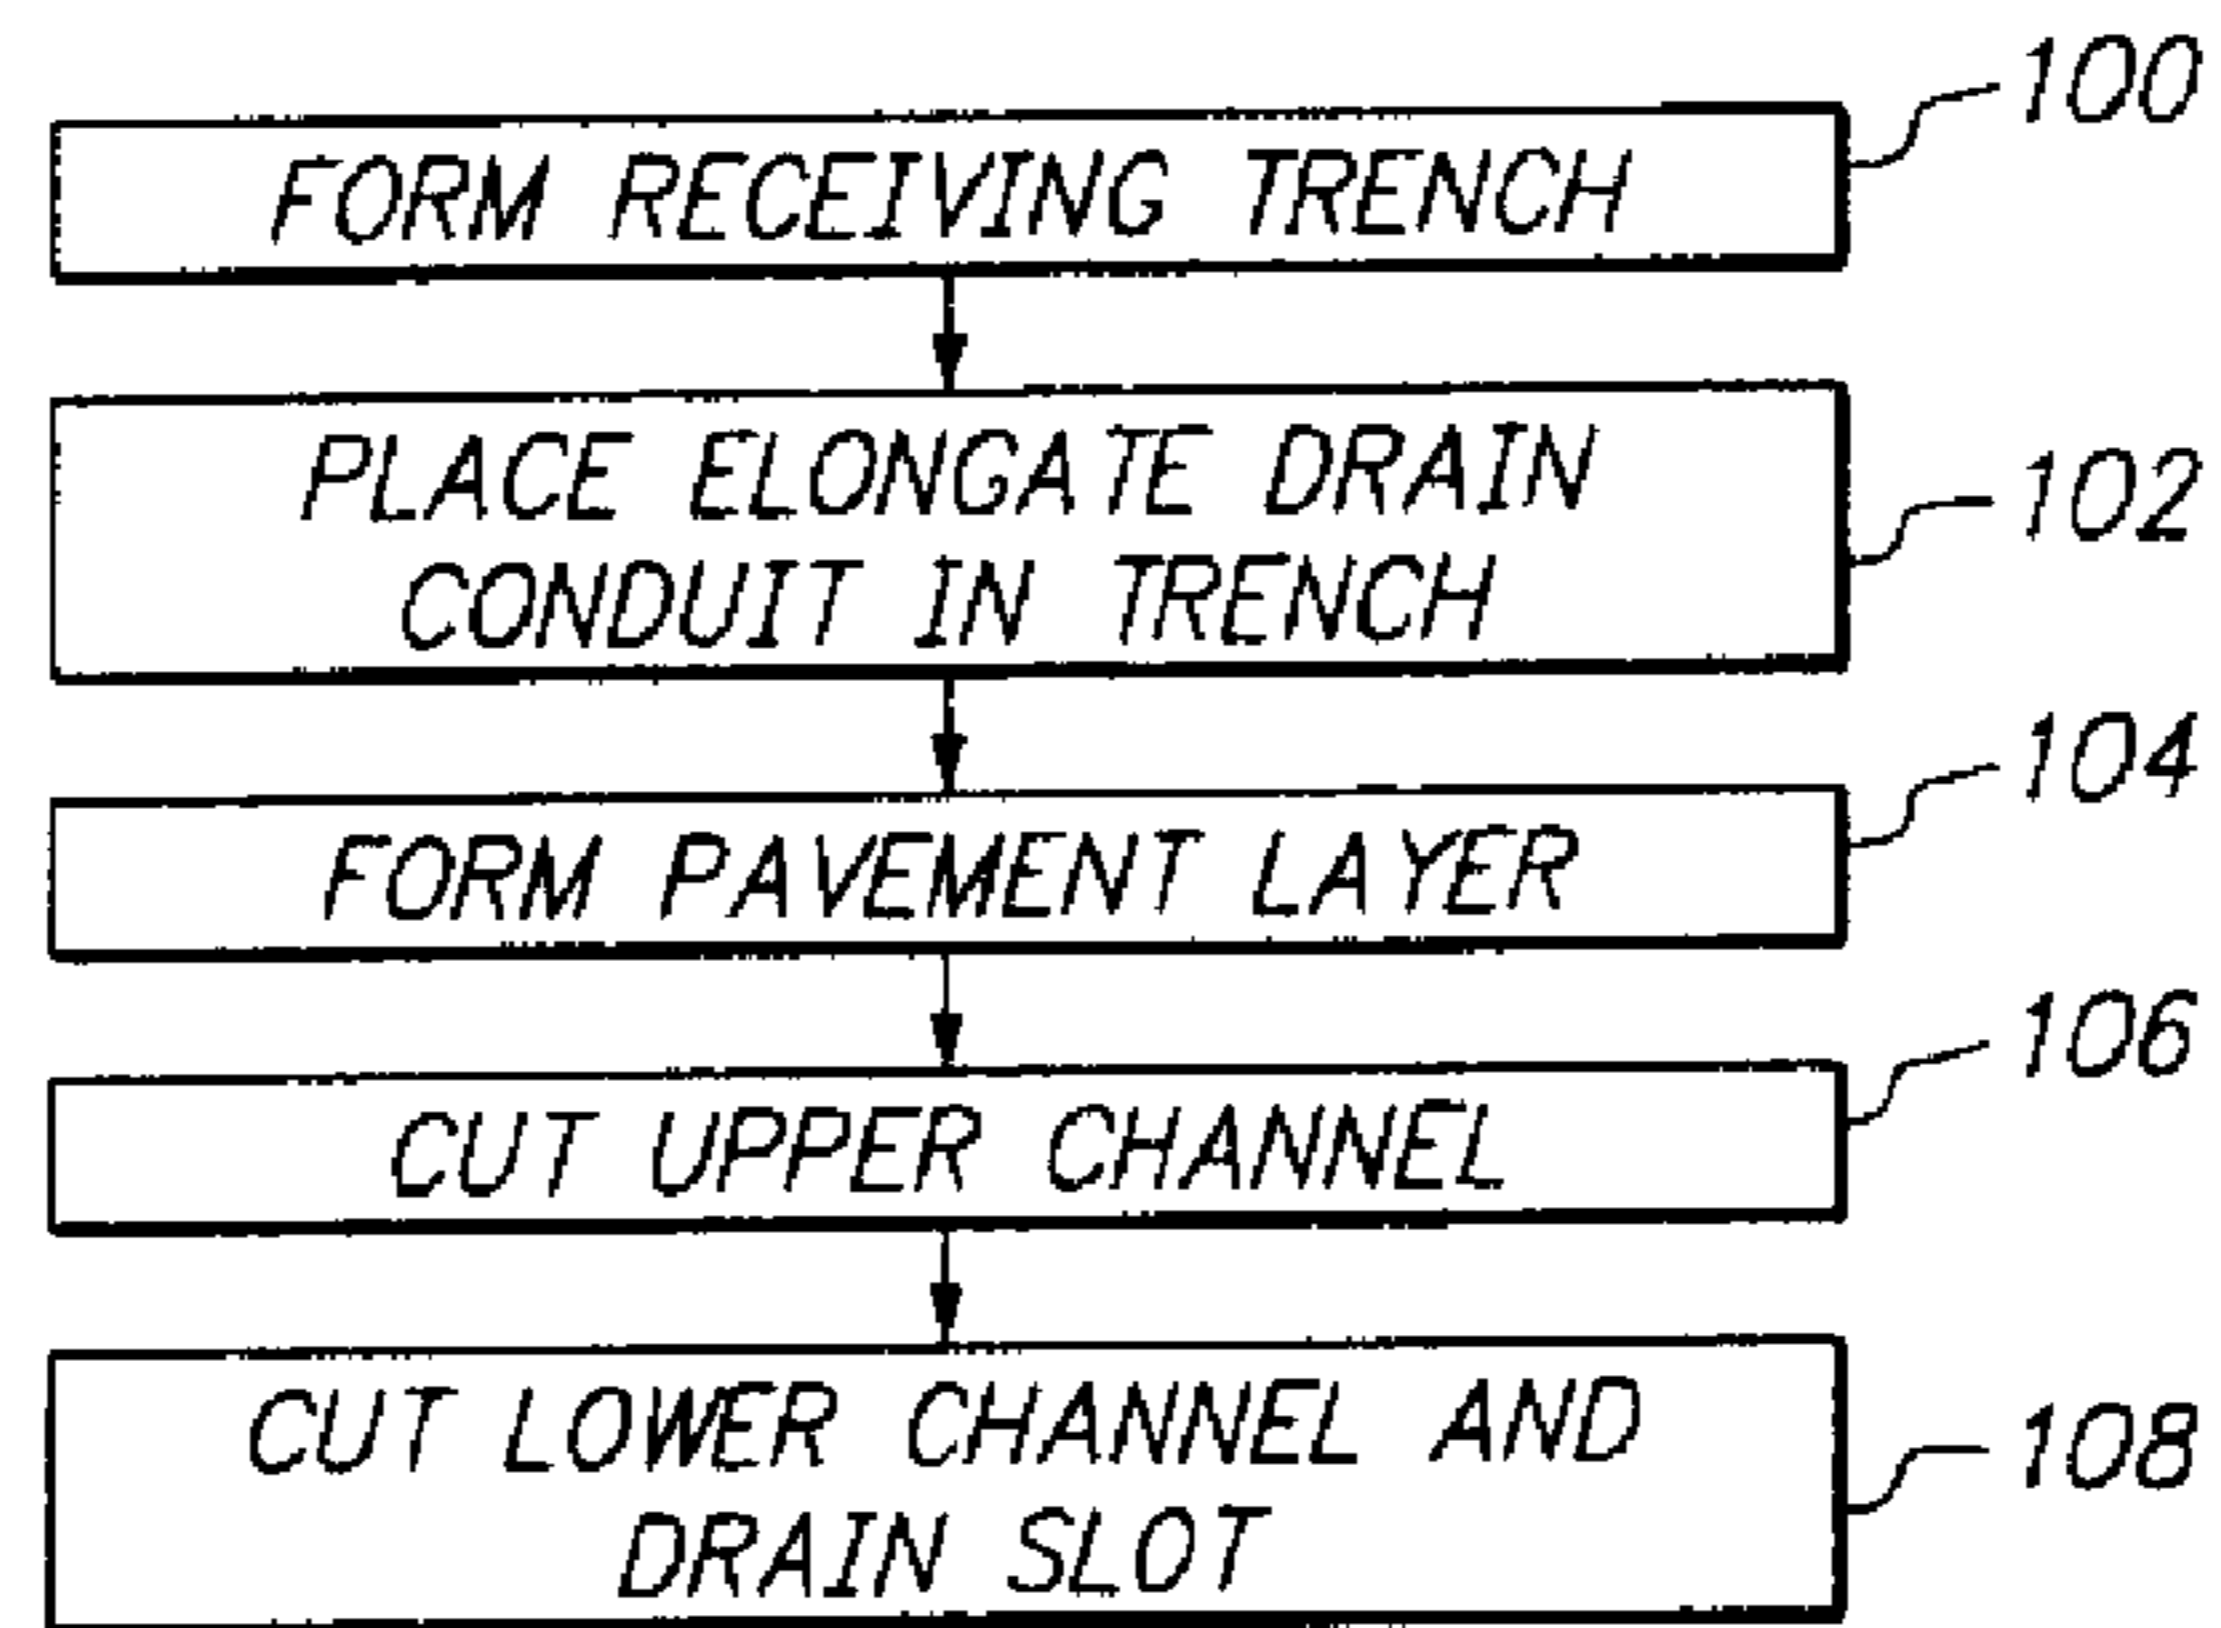 100
FORM RECEIVING TRENCH
PLACE ELONGATE DRAIN
CONDUIT IN TRENCH
102
FORM PAVEMENT LAYER
104
CUT UPPER CHANNEL
106
CUT LOWER CHANNEL AND
DRAIN SLOT
108